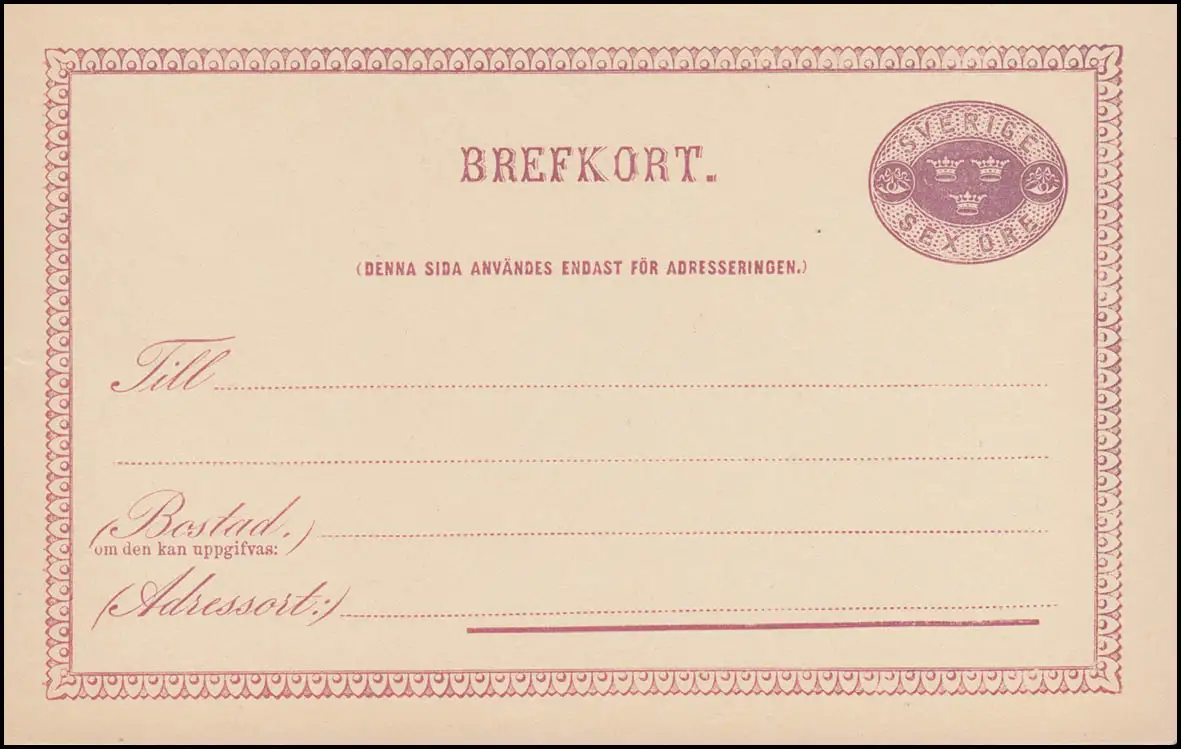 BREFKORT.
SVERIGE
SEX ÖRE
(DENNA SIDA ANVÄNDES ENDAST FÖR ADRESSERINGEN.)
Till
(Bostad.)
om den kan uppgifvas:
(Adressort:)